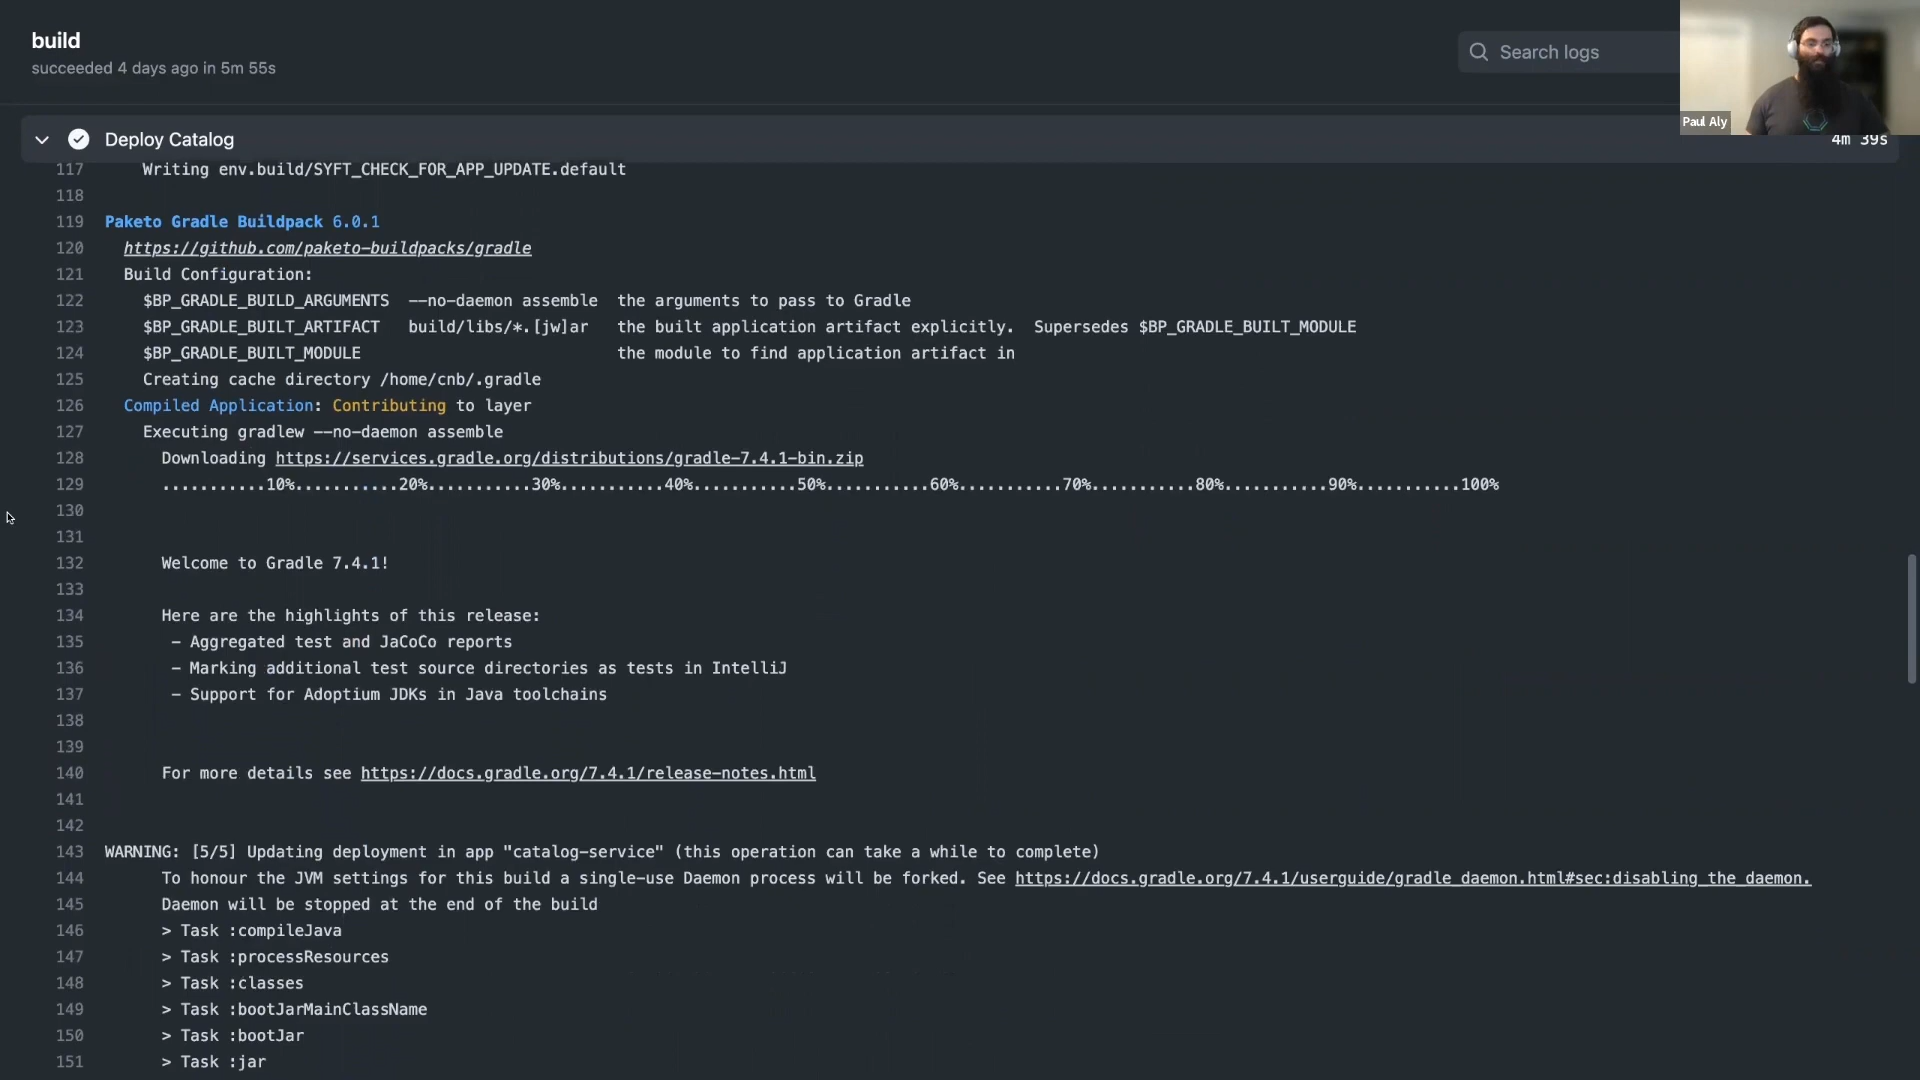 build
succeeded 4 days ago in 5m 55s
Search logs
Paul Aly
Deploy Catalog
4m 39s
117 Writing env.build/SYFT_CHECK_FOR_APP_UPDATE.default
118
119 Paketo Gradle Buildpack 6.0.1
120 https://github.com/paketo-buildpacks/gradle
121 Build Configuration:
122 $BP_GRADLE_BUILD_ARGUMENTS --no-daemon assemble the arguments to pass to Gradle
123 $BP_GRADLE_BUILT_ARTIFACT build/libs/*.[jw]ar the built application artifact explicitly. Supersedes $BP_GRADLE_BUILT_MODULE
124 $BP_GRADLE_BUILT_MODULE the module to find application artifact in
125 Creating cache directory /home/cnb/.gradle
126 Compiled Application: Contributing to layer
127 Executing gradlew --no-daemon assemble
128 Downloading https://services.gradle.org/distributions/gradle-7.4.1-bin.zip
129 ...........10%...........20%...........30%...........40%...........50%...........60%...........70%...........80%...........90%...........100%
130
131
132 Welcome to Gradle 7.4.1!
133
134 Here are the highlights of this release:
135 - Aggregated test and JaCoCo reports
136 - Marking additional test source directories as tests in IntelliJ
137 - Support for Adoptium JDKs in Java toolchains
138
139
140 For more details see https://docs.gradle.org/7.4.1/release-notes.html
141
142
143 WARNING: [5/5] Updating deployment in app "catalog-service" (this operation can take a while to complete)
144 To honour the JVM settings for this build a single-use Daemon process will be forked. See https://docs.gradle.org/7.4.1/userguide/gradle_daemon.html#sec:disabling_the_daemon.
145 Daemon will be stopped at the end of the build
146 > Task :compileJava
147 > Task :processResources
148 > Task :classes
149 > Task :bootJarMainClassName
150 > Task :bootJar
151 > Task :jar